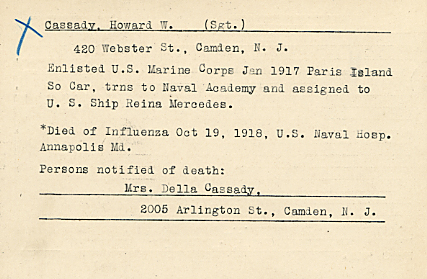 Cassady, Howard W. (Sgt.)
420 Webster St., Camden, N. J.
Enlisted U.S. Marine Corps Jan 1917 Paris Island
So Car, trns to Naval Academy and assigned to
U. S. Ship Reina Mercedes.
*Died of Influenza Oct 19, 1918, U.S. Naval Hosp.
Annapolis Md.
Persons notified of death:
Mrs. Della Cassady,
2005 Arlington St., Camden, N. J.